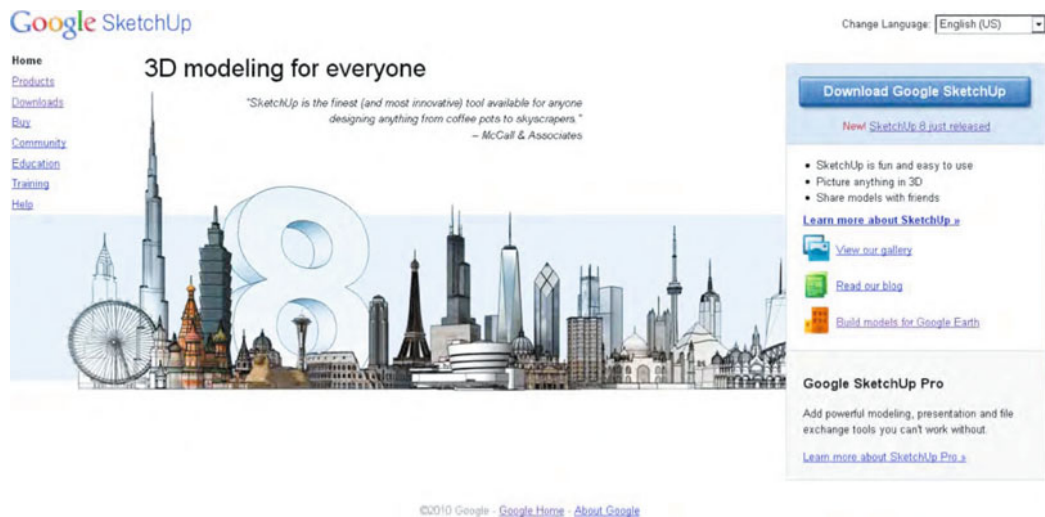 Google SketchUp
Change Language: English (US)
Home
Products
Downloads
Buy
Community
Education
Training
Help
3D modeling for everyone
"SketchUp is the finest (and most innovative) tool available for anyone
designing anything from coffee pots to skyscrapers."
– McCall & Associates
8
Download Google SketchUp
New! SketchUp 8 just released
• SketchUp is fun and easy to use
• Picture anything in 3D
• Share models with friends
Learn more about SketchUp »
View our gallery
Read our blog
Build models for Google Earth
Google SketchUp Pro
Add powerful modeling, presentation and file
exchange tools you can't work without.
Learn more about SketchUp Pro »
©2010 Google - Google Home - About Google